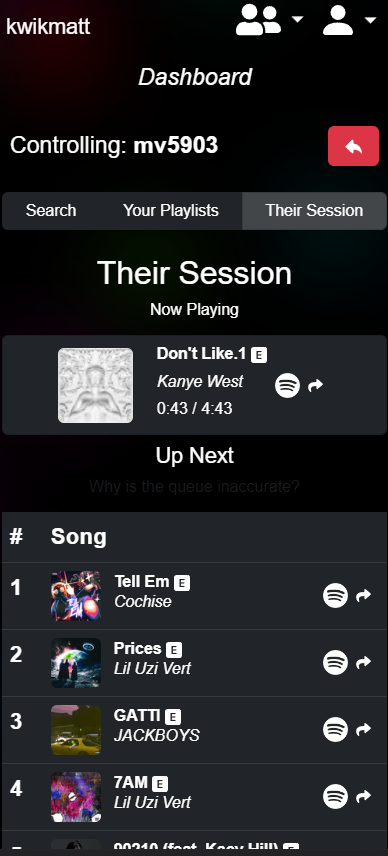 kwikmatt
Dashboard
Controlling: mv5903
Search Your Playlists Their Session
Their Session
Now Playing
Don't Like.1 E
Kanye West
0:43 / 4:43
Up Next
Why is the queue inaccurate?
# Song
1 Tell Em E
Cochise
2 Prices E
Lil Uzi Vert
3 GATTI E
JACKBOYS
4 7AM E
Lil Uzi Vert
90210 (feat. Kacy Hill) E